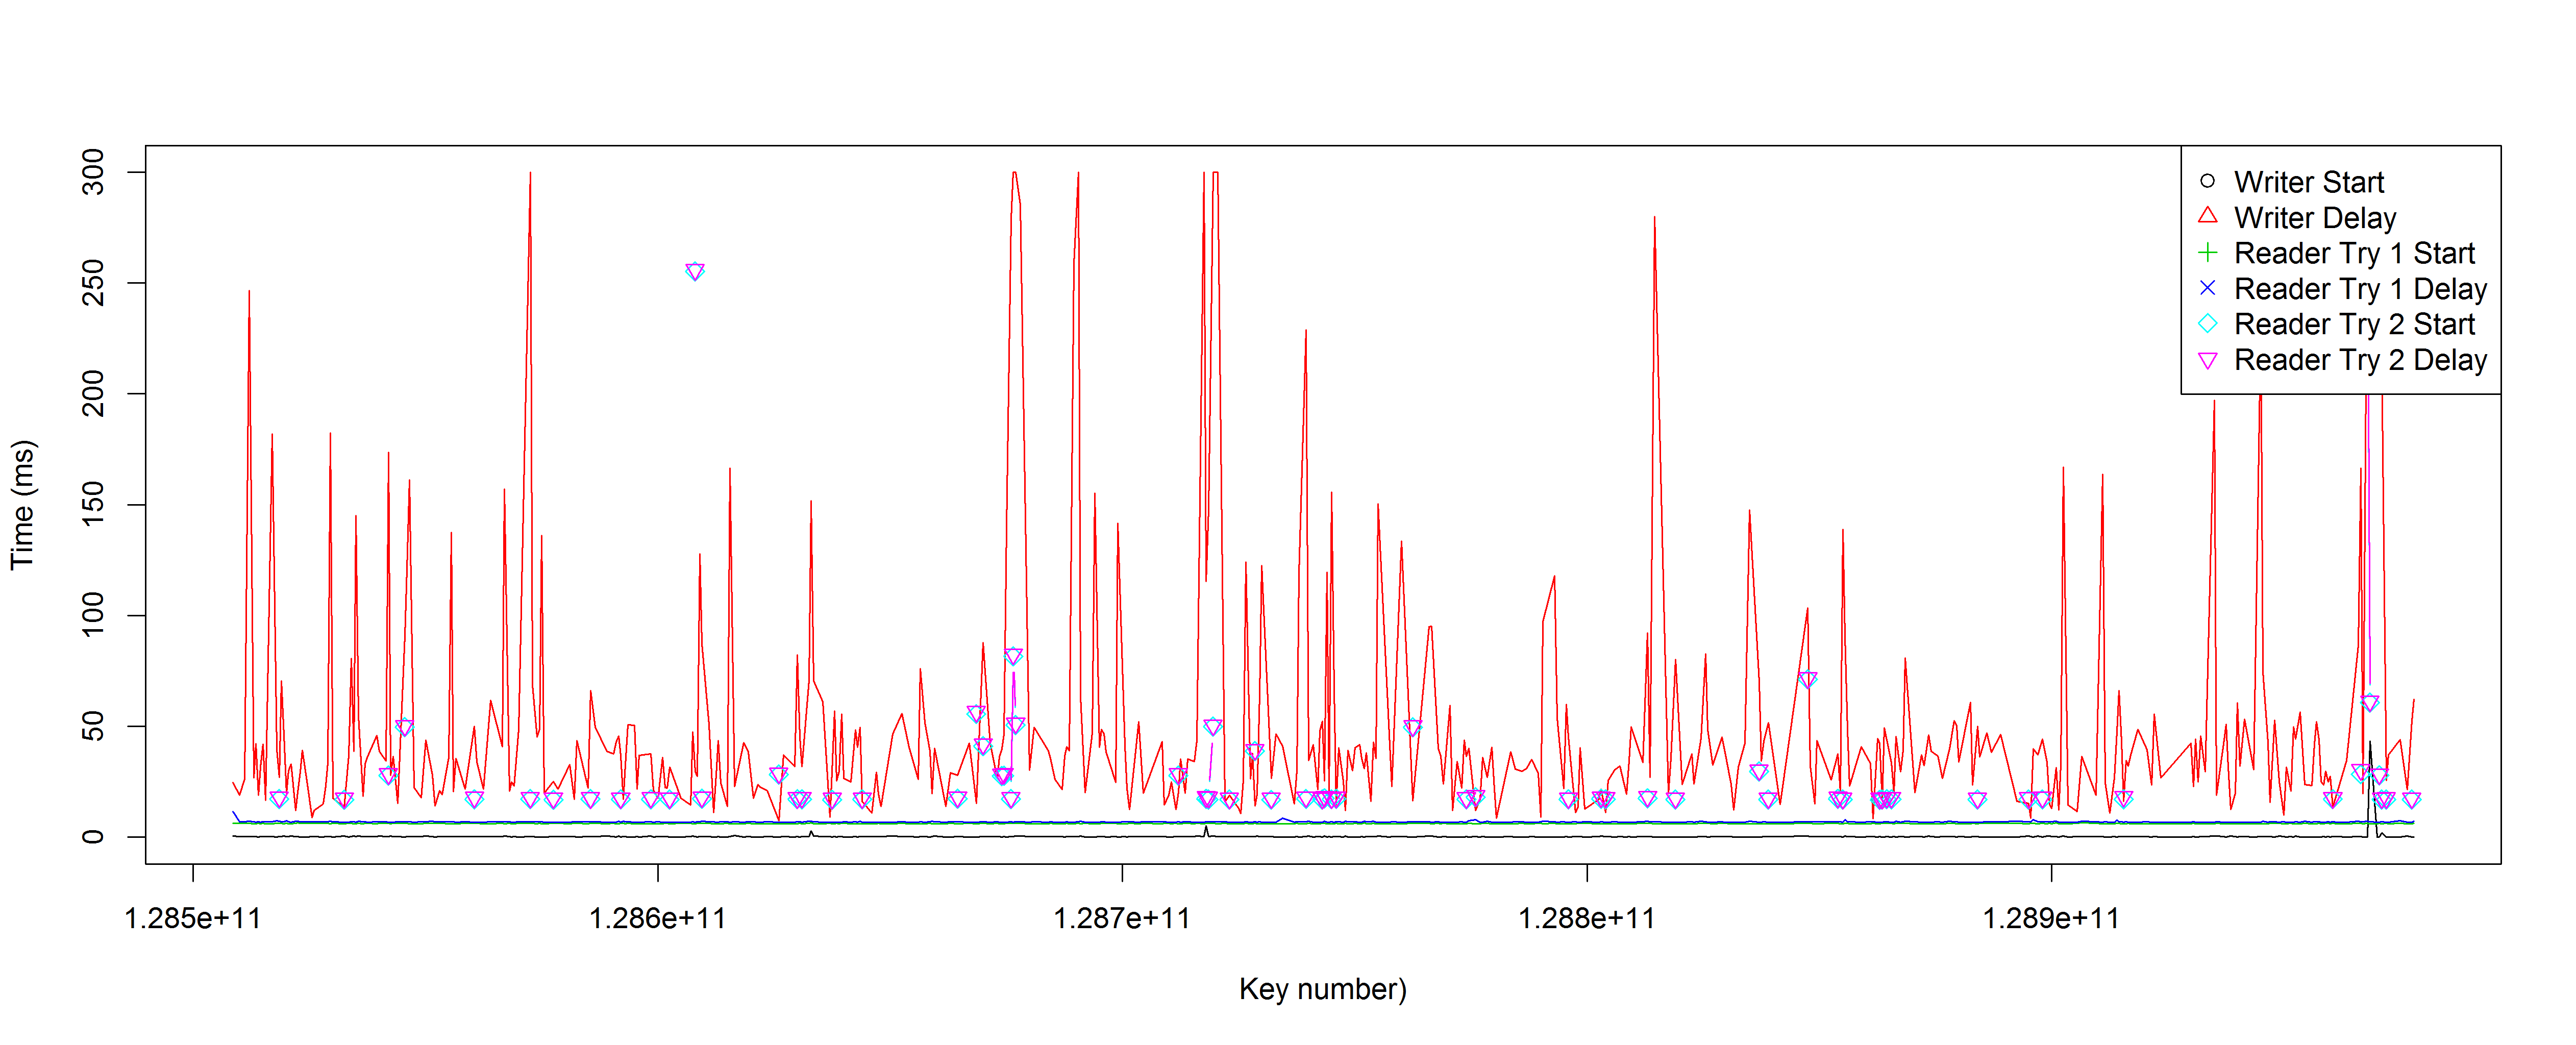 Time (ms)
300
250
200
150
100
50
0
Writer Start
Writer Delay
Reader Try 1 Start
Reader Try 1 Delay
Reader Try 2 Start
Reader Try 2 Delay
1.285e+11 1.286e+11 1.287e+11 1.288e+11 1.289e+11
Key number)